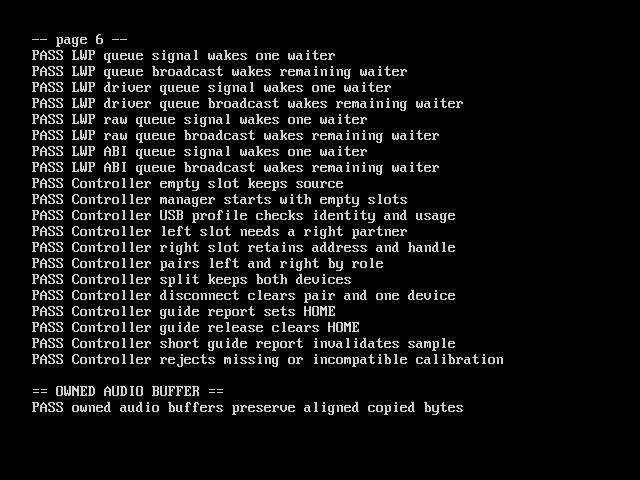 -- page 6 --
PASS LWP queue signal wakes one waiter
PASS LWP queue broadcast wakes remaining waiter
PASS LWP driver queue signal wakes one waiter
PASS LWP driver queue broadcast wakes remaining waiter
PASS LWP raw queue signal wakes one waiter
PASS LWP raw queue broadcast wakes remaining waiter
PASS LWP ABI queue signal wakes one waiter
PASS LWP ABI queue broadcast wakes remaining waiter
PASS Controller empty slot keeps source
PASS Controller manager starts with empty slots
PASS Controller USB profile checks identity and usage
PASS Controller left slot needs a right partner
PASS Controller right slot retains address and handle
PASS Controller pairs left and right by role
PASS Controller split keeps both devices
PASS Controller disconnect clears pair and one device
PASS Controller guide report sets HOME
PASS Controller guide release clears HOME
PASS Controller short guide report invalidates sample
PASS Controller rejects missing or incompatible calibration
== OWNED AUDIO BUFFER ==
PASS owned audio buffers preserve aligned copied bytes